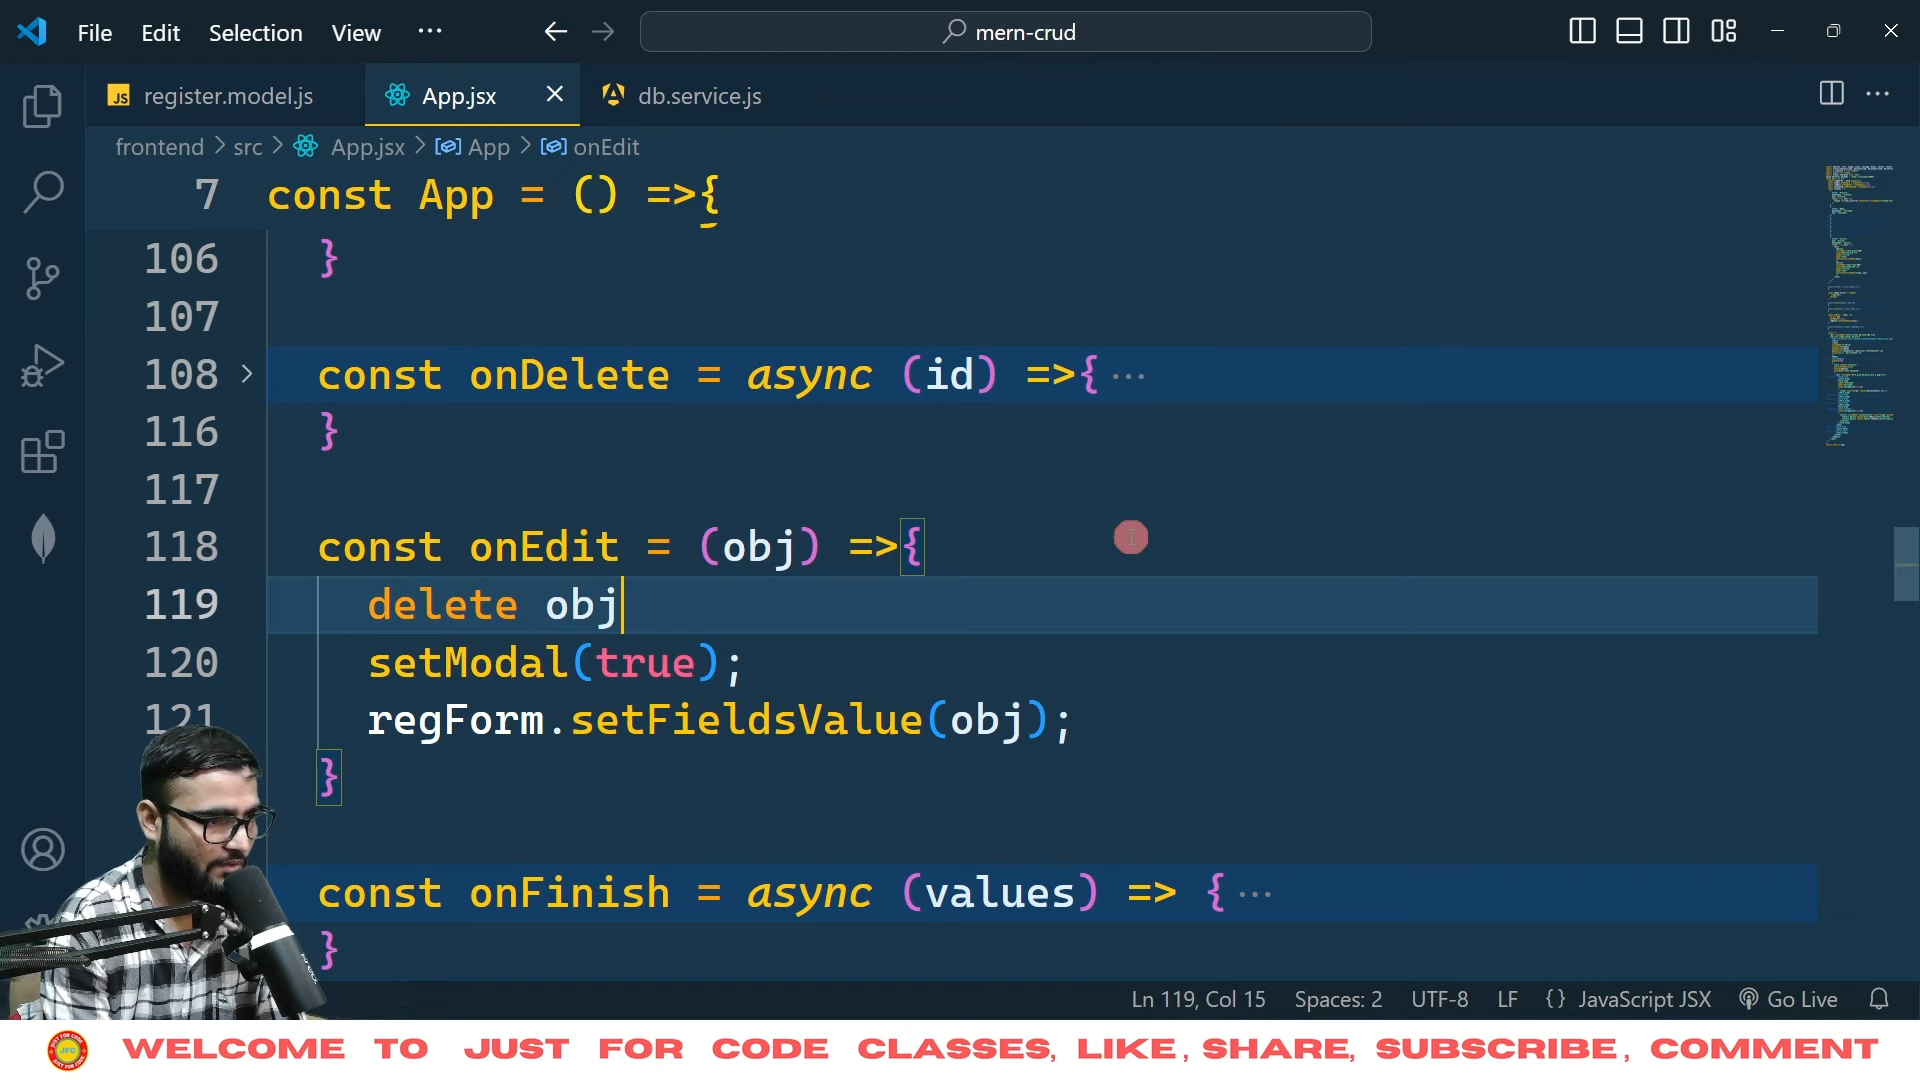 File Edit Selection View ··· mern-crud
JS register.model.js App.jsx db.service.js
frontend > src > App.jsx > App > onEdit
7 const App = () =>{
106 }
107
108 const onDelete = async (id) =>{ ···
116 }
117
118 const onEdit = (obj) =>{
119 delete obj
120 setModal(true);
121 regForm.setFieldsValue(obj);
}
const onFinish = async (values) => { ···
}
Ln 119, Col 15 Spaces: 2 UTF-8 LF {} JavaScript JSX Go Live
WELCOME TO JUST FOR CODE CLASSES, LIKE, SHARE, SUBSCRIBE, COMMENT